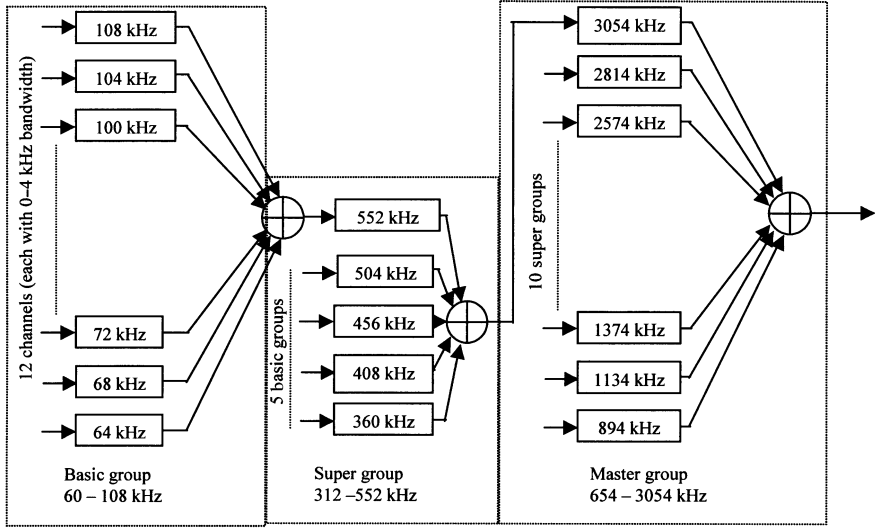 12 channels (each with 0–4 kHz bandwidth)
108 kHz
104 kHz
100 kHz
72 kHz
68 kHz
64 kHz
Basic group
60 – 108 kHz
5 basic groups
552 kHz
504 kHz
456 kHz
408 kHz
360 kHz
Super group
312 –552 kHz
10 super groups
3054 kHz
2814 kHz
2574 kHz
1374 kHz
1134 kHz
894 kHz
Master group
654 – 3054 kHz